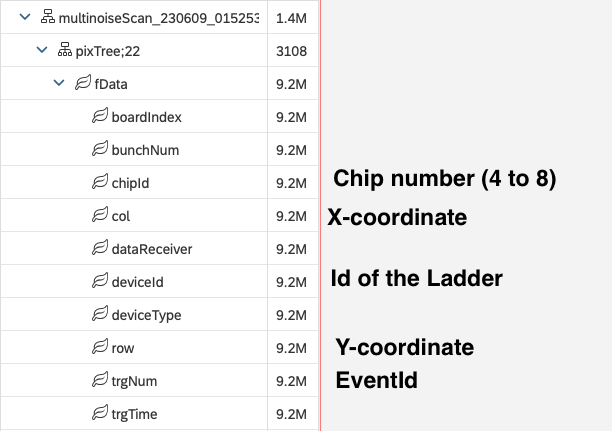 multinoiseScan_230609_015253 1.4M
pixTree;22 3108
fData 9.2M
boardIndex 9.2M
bunchNum 9.2M
chipId 9.2M Chip number (4 to 8)
col 9.2M X-coordinate
dataReceiver 9.2M
deviceId 9.2M Id of the Ladder
deviceType 9.2M
row 9.2M Y-coordinate
trgNum 9.2M EventId
trgTime 9.2M